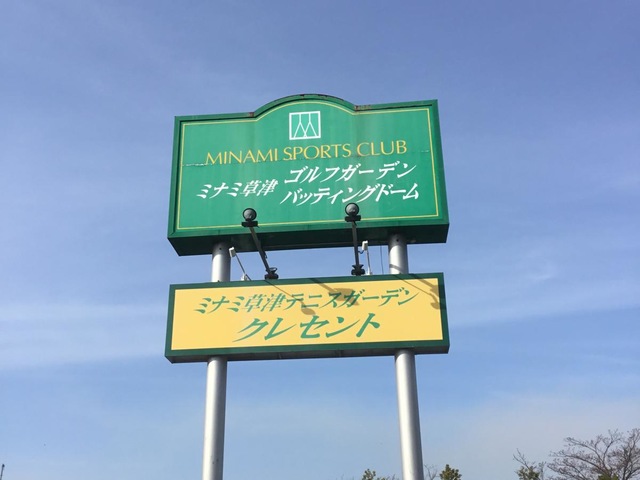 MINAMI SPORTS CLUB
ミナミ草津 ゴルフガーデン
バッティングドーム
ミナミ草津テニスガーデン
クレセント